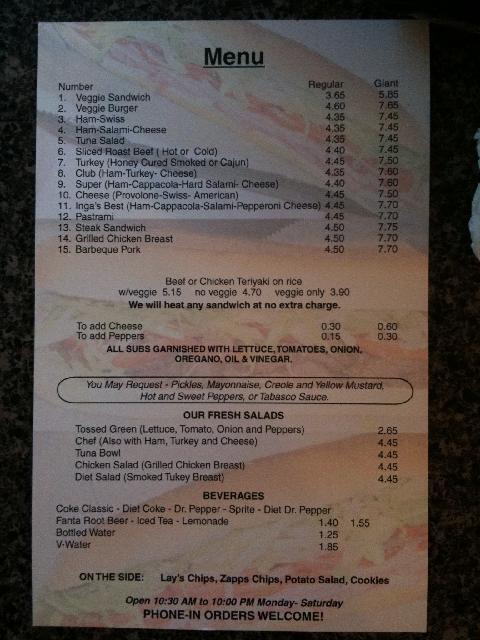 Menu
Number Regular Giant
1. Veggie Sandwich 3.65 5.85
2. Veggie Burger 4.60 7.65
3. Ham-Swiss 4.35 7.45
4. Ham-Salami-Cheese 4.35 7.45
5. Tuna Salad 4.35 7.45
6. Sliced Roast Beef ( Hot or Cold) 4.40 7.45
7. Turkey (Honey Cured Smoked or Cajun) 4.45 7.50
8. Club (Ham-Turkey- Cheese) 4.35 7.60
9. Super (Ham-Cappacola-Hard Salami- Cheese) 4.40 7.60
10. Cheese (Provolone-Swiss- American) 4.45 7.50
11. Inga's Best (Ham-Cappacola-Salami-Pepperoni Cheese) 4.45 7.70
12. Pastrami 4.45 7.70
13. Steak Sandwich 4.50 7.75
14. Grilled Chicken Breast 4.50 7.70
15. Barbeque Pork 4.50 7.70
Beef or Chicken Teriyaki on rice
w/veggie 5.15 no veggie 4.70 veggie only 3.90
We will heat any sandwich at no extra charge.
To add Cheese 0.30 0.60
To add Peppers 0.15 0.30
ALL SUBS GARNISHED WITH LETTUCE,TOMATOES, ONION,
OREGANO, OIL & VINEGAR.
You May Request - Pickles, Mayonnaise, Creole and Yellow Mustard,
Hot and Sweet Peppers, or Tabasco Sauce.
OUR FRESH SALADS
Tossed Green (Lettuce, Tomato, Onion and Peppers) 2.65
Chef (Also with Ham, Turkey and Cheese) 4.45
Tuna Bowl 4.45
Chicken Salad (Grilled Chicken Breast) 4.45
Diet Salad (Smoked Tukey Breast) 4.45
BEVERAGES
Coke Classic - Diet Coke - Dr. Pepper - Sprite - Diet Dr. Pepper
Fanta Root Beer - Iced Tea - Lemonade 1.40 1.55
Bottled Water 1.25
V-Water 1.85
ON THE SIDE: Lay's Chips, Zapps Chips, Potato Salad, Cookies
Open 10:30 AM to 10:00 PM Monday- Saturday
PHONE-IN ORDERS WELCOME!